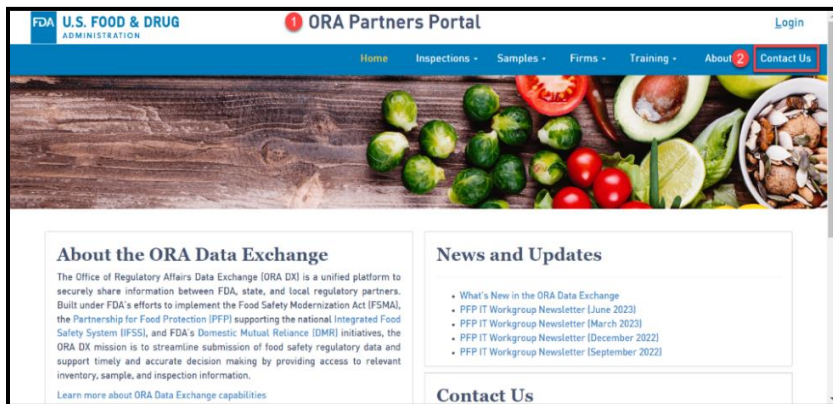 FDA U.S. FOOD & DRUG
ADMINISTRATION
1 ORA Partners Portal
Login
Home Inspections Samples Firms Training About 2 Contact Us
About the ORA Data Exchange
The Office of Regulatory Affairs Data Exchange (ORA DX) is a unified platform to
securely share information between FDA, state, and local regulatory partners.
Built under FDA's efforts to implement the Food Safety Modernization Act (FSMA),
the Partnership for Food Protection (PFP) supporting the national Integrated Food
Safety System (IFSS), and FDA's Domestic Mutual Reliance (DMR) initiatives, the
ORA DX mission is to streamline submission of food safety regulatory data and
support timely and accurate decision making by providing access to relevant
inventory, sample, and inspection information.
Learn more about ORA Data Exchange capabilities
News and Updates
• What's New in the ORA Data Exchange
• PFP IT Workgroup Newsletter (June 2023)
• PFP IT Workgroup Newsletter (March 2023)
• PFP IT Workgroup Newsletter (December 2022)
• PFP IT Workgroup Newsletter (September 2022)
Contact Us